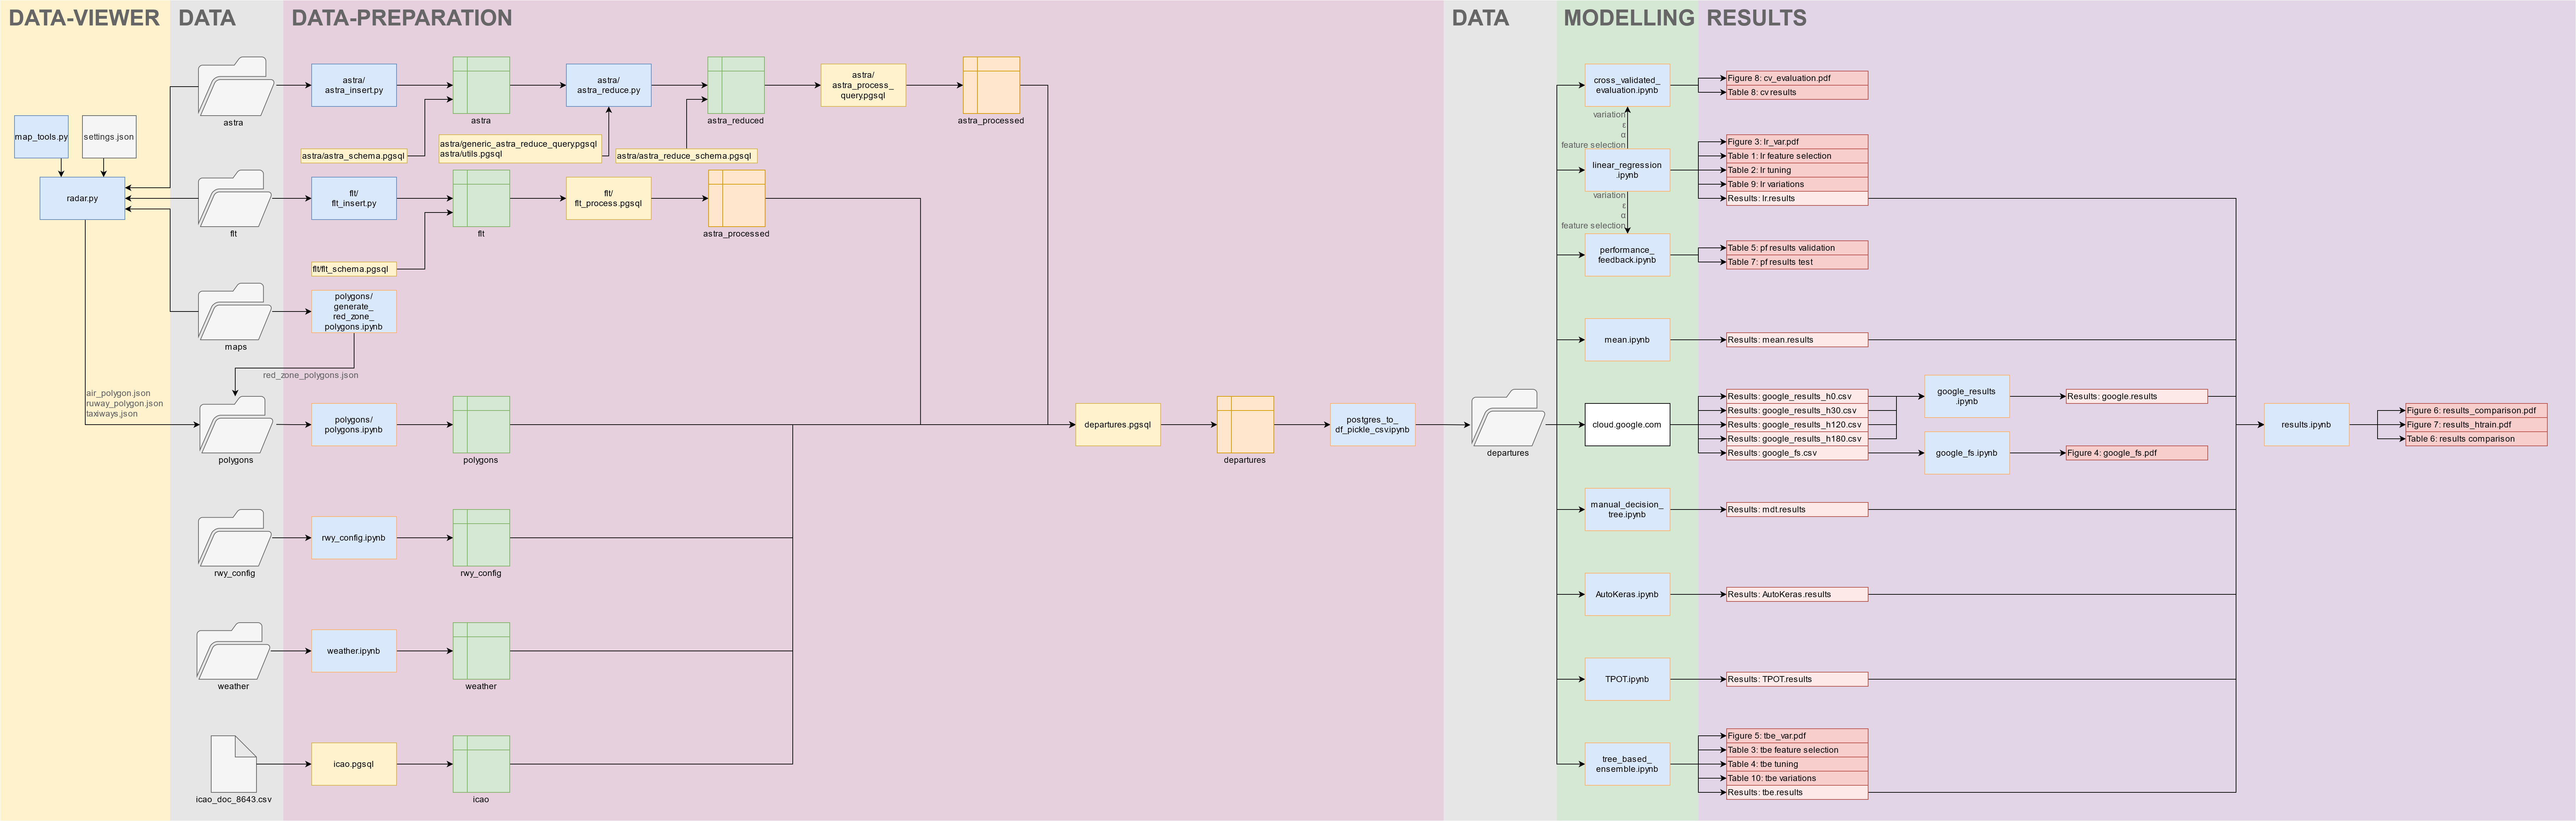 DATA-VIEWER
DATA
DATA-PREPARATION
DATA
MODELLING
RESULTS
map_tools.py
settings.json
radar.py
air_polygon.json
ruway_polygon.json
taxiways.json
astra
flt
maps
polygons
rwy_config
weather
icao_doc_8643.csv
astra/
astra_insert.py
astra
astra/
astra_reduce.py
astra_reduced
astra/
astra_process_
query.pgsql
astra_processed
astra/astra_schema.pgsql
astra/generic_astra_reduce_query.pgsql
astra/utils.pgsql
astra/astra_reduce_schema.pgsql
flt/
flt_insert.py
flt
flt/
flt_process.pgsql
astra_processed
flt/flt_schema.pgsql
polygons/
generate_
red_zone_
polygons.ipynb
red_zone_polygons.json
polygons/
polygons.ipynb
polygons
departures.pgsql
departures
postgres_to_
df_pickle_csv.ipynb
rwy_config.ipynb
rwy_config
weather.ipynb
weather
icao.pgsql
icao
departures
cross_validated_
evaluation.ipynb
variation
ε
α
feature selection
linear_regression
.ipynb
variation
ε
α
feature selection
performance_
feedback.ipynb
mean.ipynb
cloud.google.com
manual_decision_
tree.ipynb
AutoKeras.ipynb
TPOT.ipynb
tree_based_
ensemble.ipynb
Figure 8: cv_evaluation.pdf
Table 8: cv results
Figure 3: lr_var.pdf
Table 1: lr feature selection
Table 2: lr tuning
Table 9: lr variations
Results: lr.results
Table 5: pf results validation
Table 7: pf results test
Results: mean.results
Results: google_results_h0.csv
Results: google_results_h30.csv
Results: google_results_h120.csv
Results: google_results_h180.csv
Results: google_fs.csv
google_results
.ipynb
Results: google.results
google_fs.ipynb
Figure 4: google_fs.pdf
Results: mdt.results
Results: AutoKeras.results
Results: TPOT.results
Figure 5: tbe_var.pdf
Table 3: tbe feature selection
Table 4: tbe tuning
Table 10: tbe variations
Results: tbe.results
results.ipynb
Figure 6: results_comparison.pdf
Figure 7: results_htrain.pdf
Table 6: results comparison